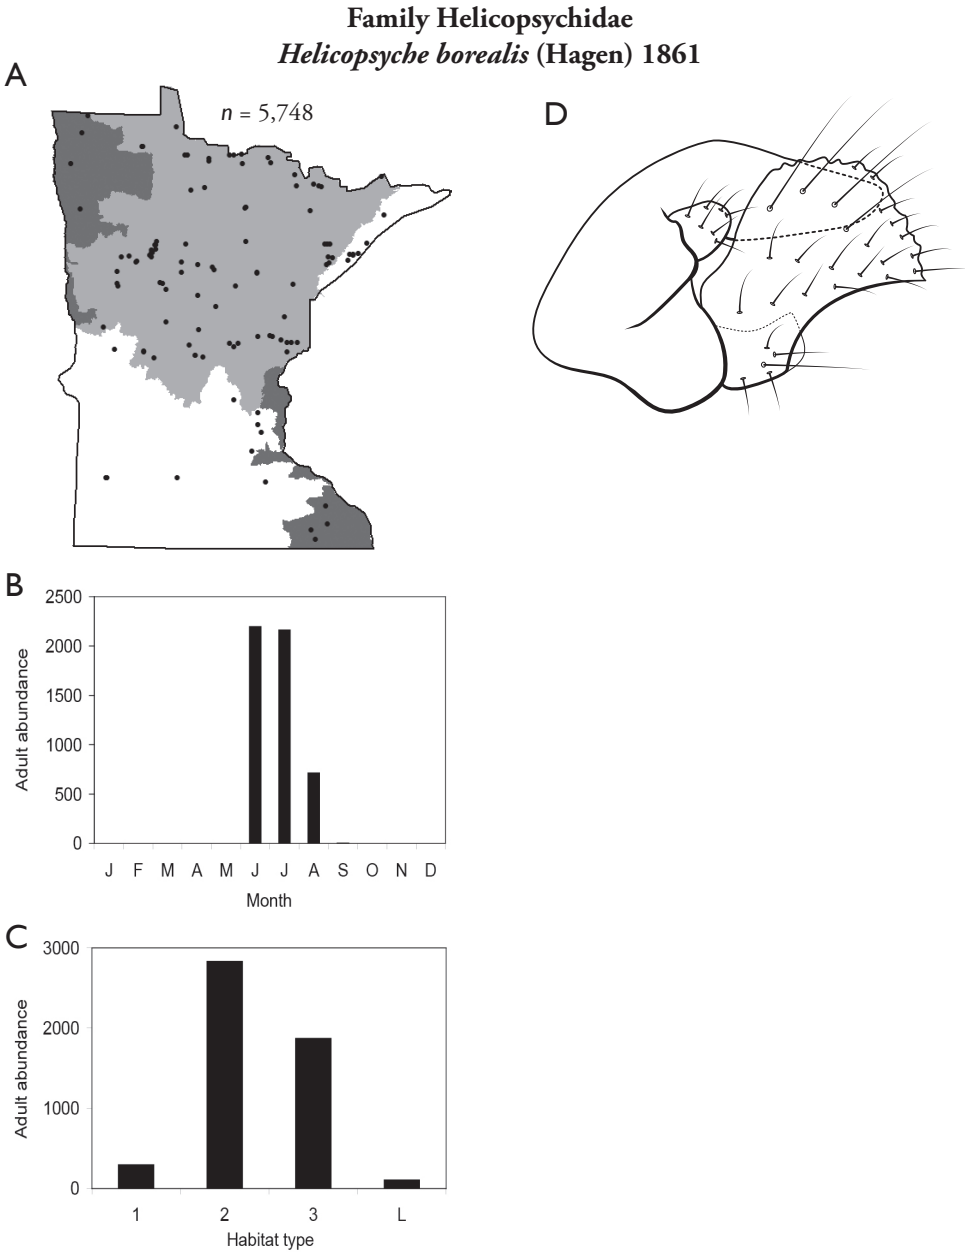 Family Helicopsychidae
Helicopsyche borealis (Hagen) 1861
A
n = 5,748
D
B
2500
2000
1500
1000
500
0
Adult abundance
J F M A M J J A S O N D
Month
C
3000
2000
1000
0
Adult abundance
1 2 3 L
Habitat type